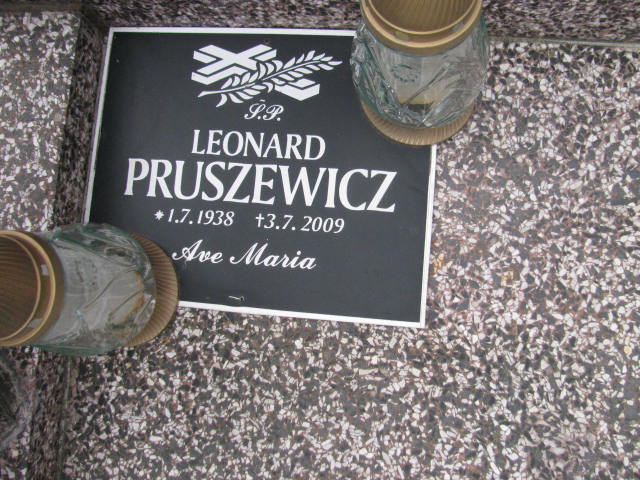 Ś.P.
LEONARD
PRUSZEWICZ
*1.7.1938 †3.7.2009
Ave Maria